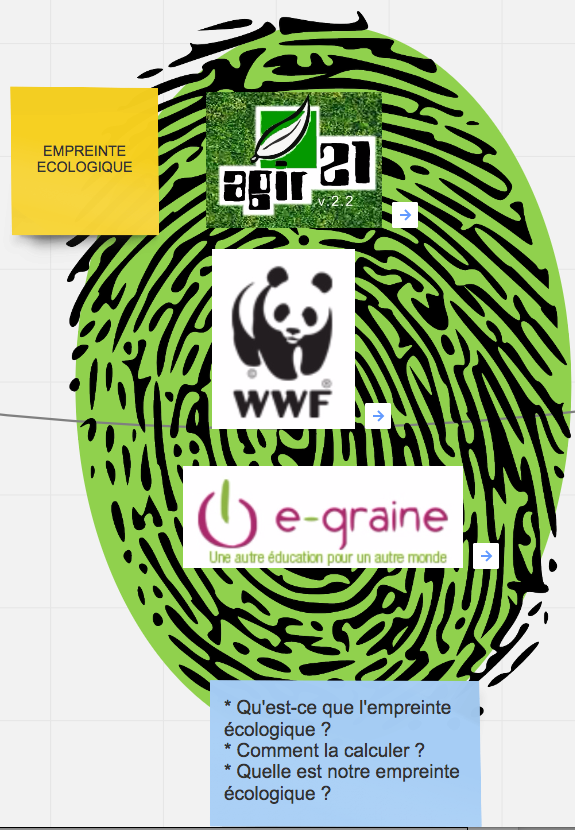 EMPREINTE
ECOLOGIQUE
agir 21
v.2.2
©
®
WWF
e-graine
Une autre éducation pour un autre monde
* Qu'est-ce que l'empreinte
écologique ?
* Comment la calculer ?
* Quelle est notre empreinte
écologique ?